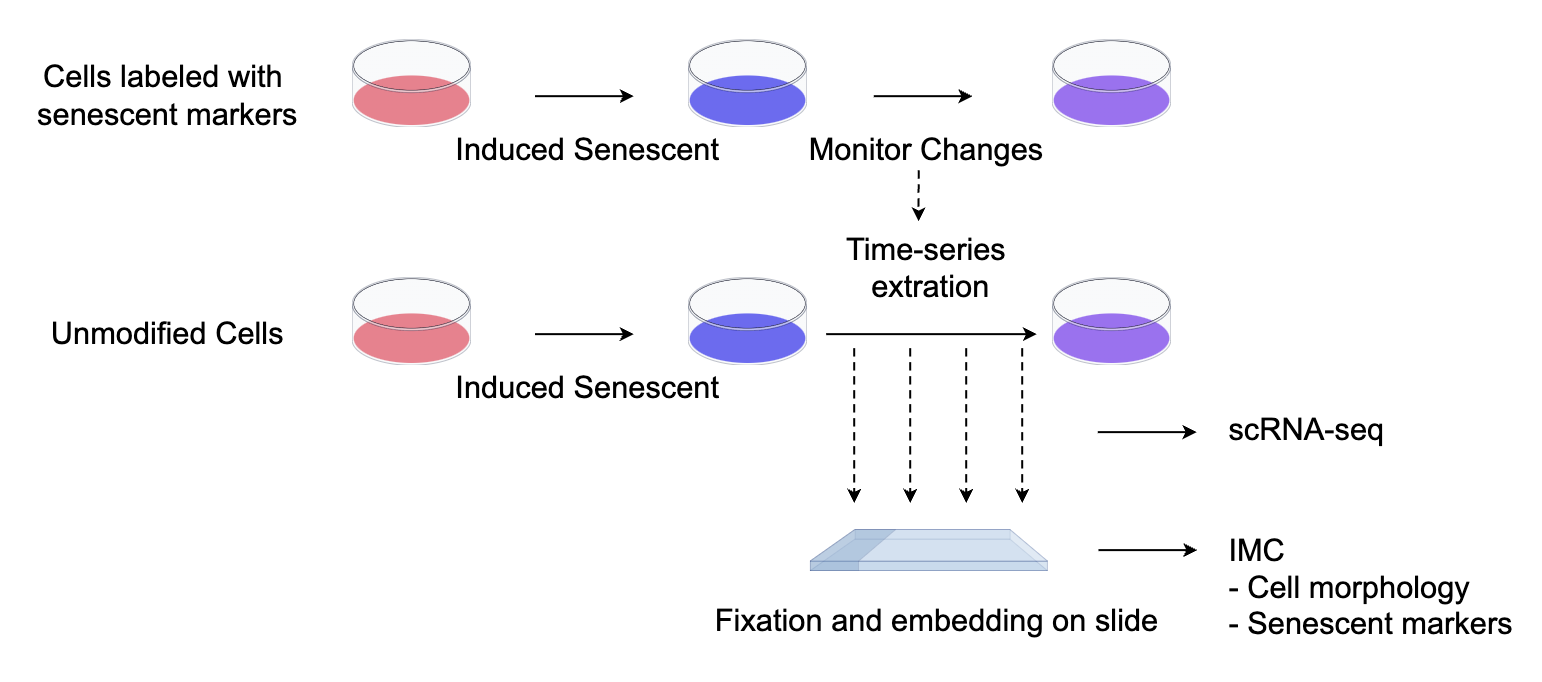 Cells labeled with
senescent markers
Induced Senescent
Monitor Changes
Time-series
extration
Unmodified Cells
Induced Senescent
scRNA-seq
IMC
- Cell morphology
- Senescent markers
Fixation and embedding on slide